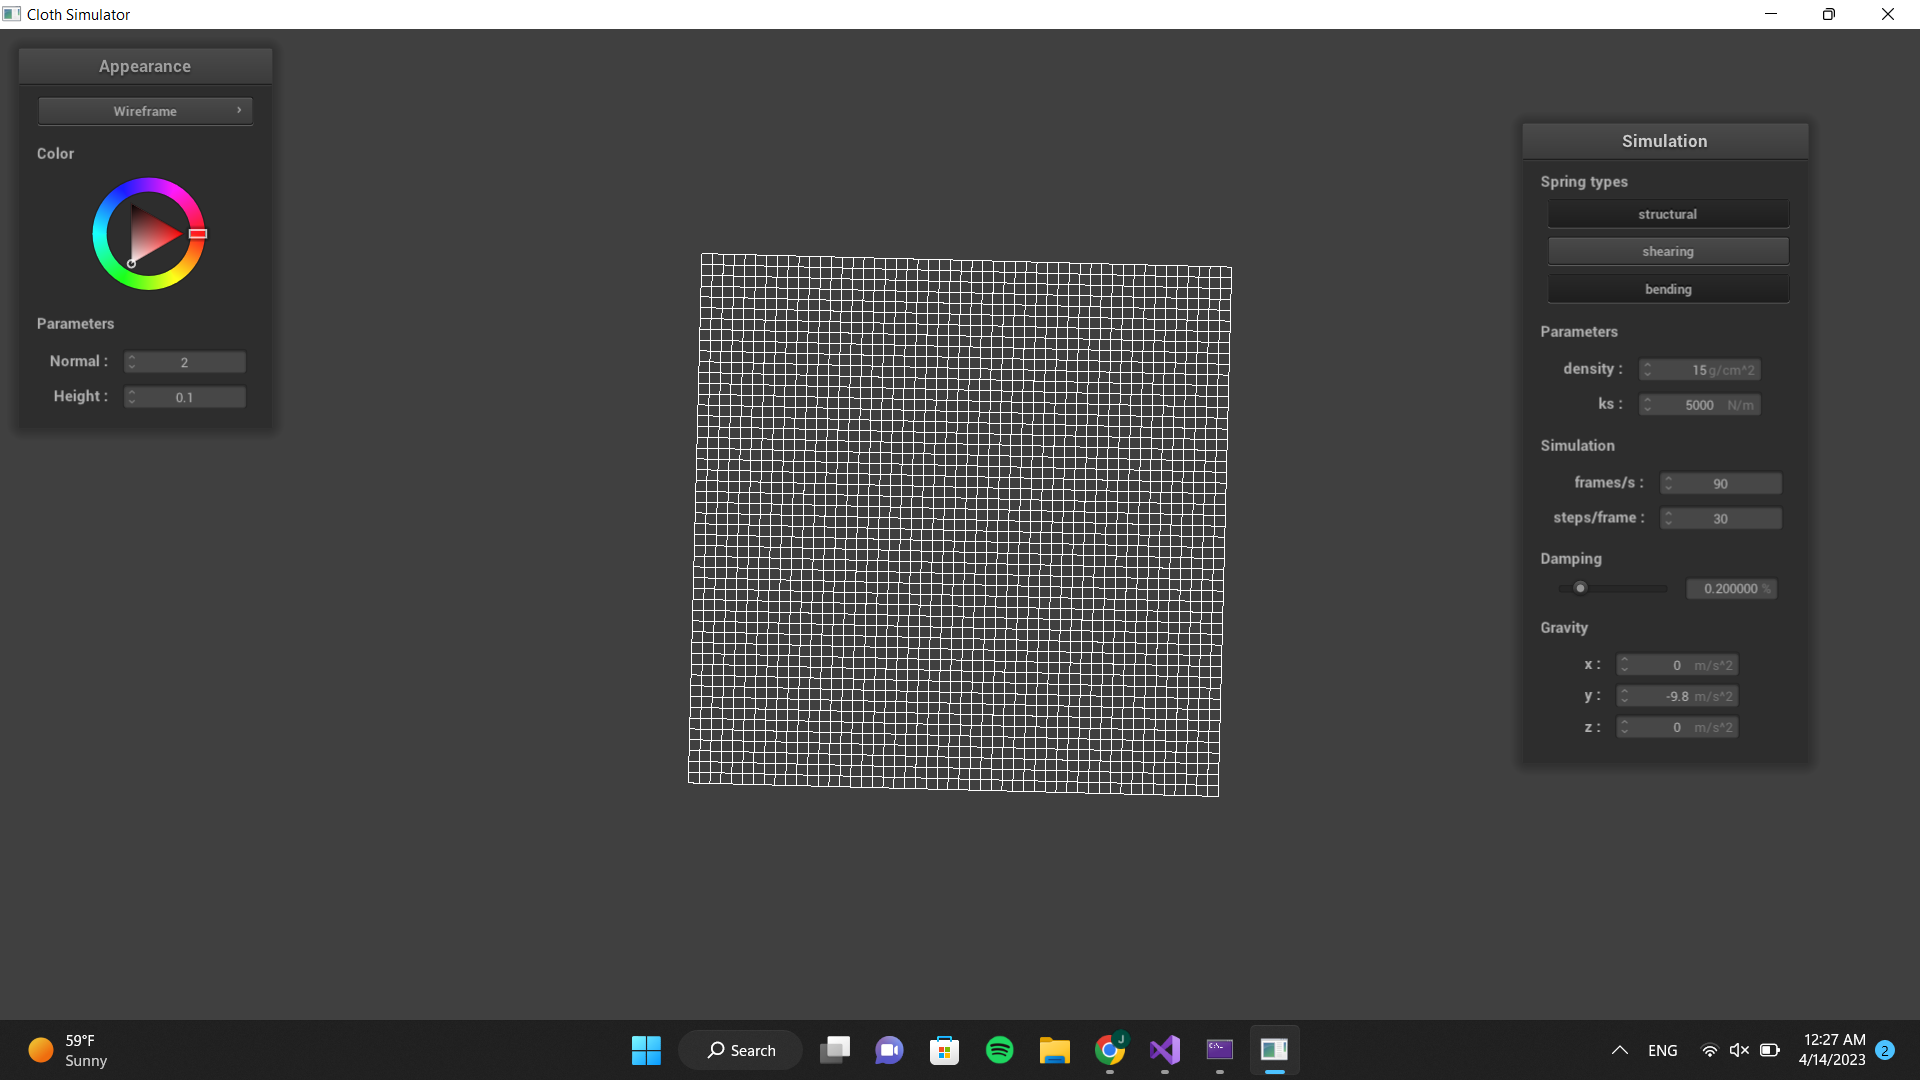 Cloth Simulator
Appearance
Wireframe
Color
Parameters
Normal : 2
Height : 0.1
Simulation
Spring types
structural
shearing
bending
Parameters
density : 15 g/cm^2
ks : 5000 N/m
Simulation
frames/s : 90
steps/frame : 30
Damping
0.200000 %
Gravity
x : 0 m/s^2
y : -9.8 m/s^2
z : 0 m/s^2
59°F
Sunny
Search
J
C:\_
ENG
12:27 AM
4/14/2023
2